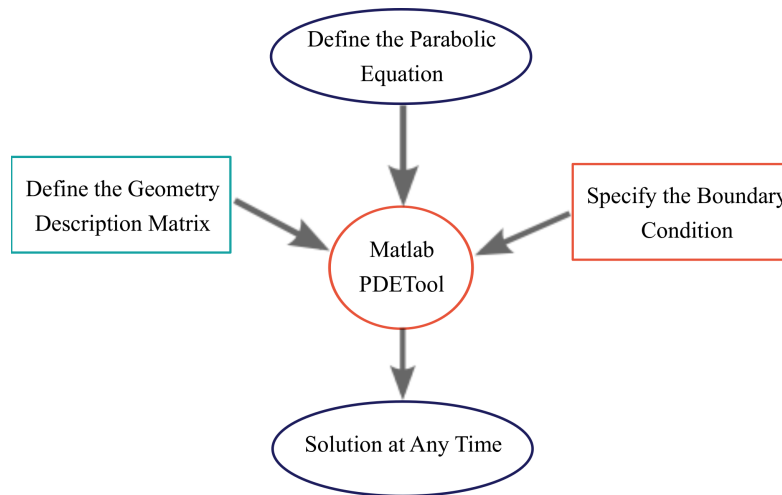 Define the Parabolic
Equation
Define the Geometry
Description Matrix
Specify the Boundary
Condition
Matlab
PDETool
Solution at Any Time